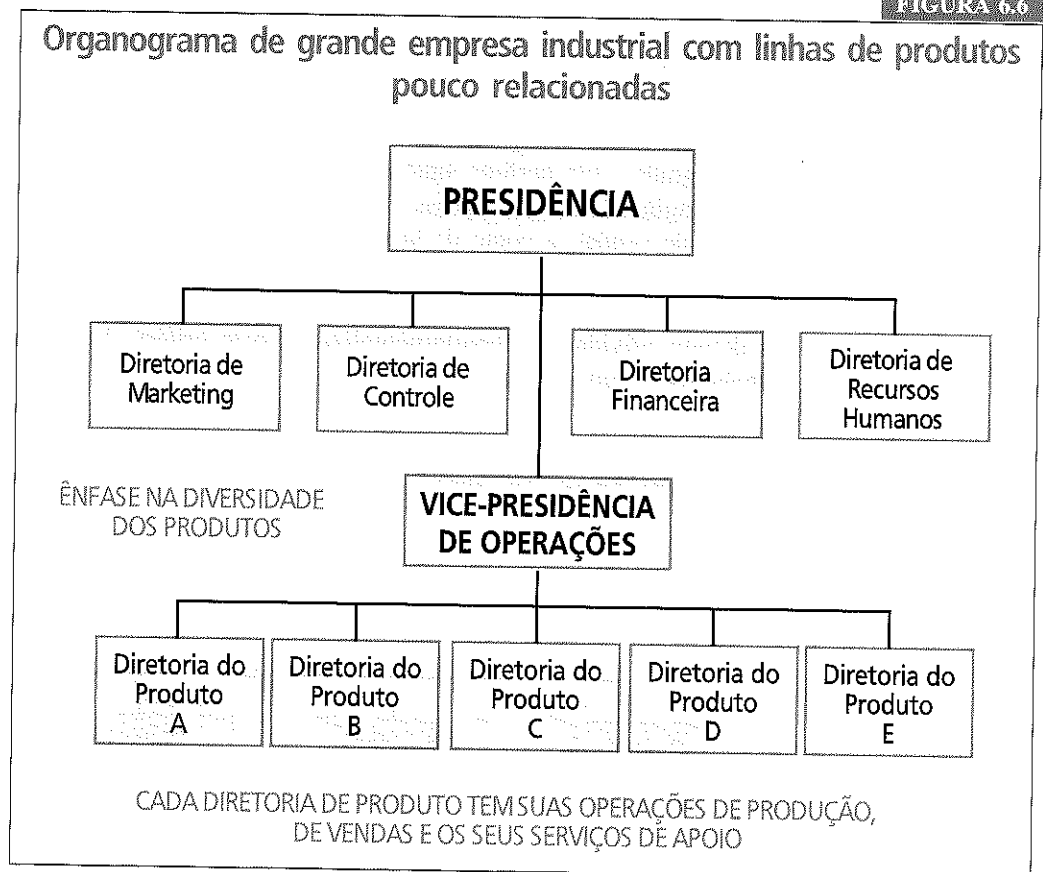 FIGURA 6.6
Organograma de grande empresa industrial com linhas de produtos
pouco relacionadas
PRESIDÊNCIA
Diretoria de
Marketing
Diretoria de
Controle
Diretoria
Financeira
Diretoria de
Recursos
Humanos
ÊNFASE NA DIVERSIDADE
DOS PRODUTOS
VICE-PRESIDÊNCIA
DE OPERAÇÕES
Diretoria do
Produto
A
Diretoria do
Produto
B
Diretoria do
Produto
C
Diretoria do
Produto
D
Diretoria do
Produto
E
CADA DIRETORIA DE PRODUTO TEM SUAS OPERAÇÕES DE PRODUÇÃO,
DE VENDAS E OS SEUS SERVIÇOS DE APOIO